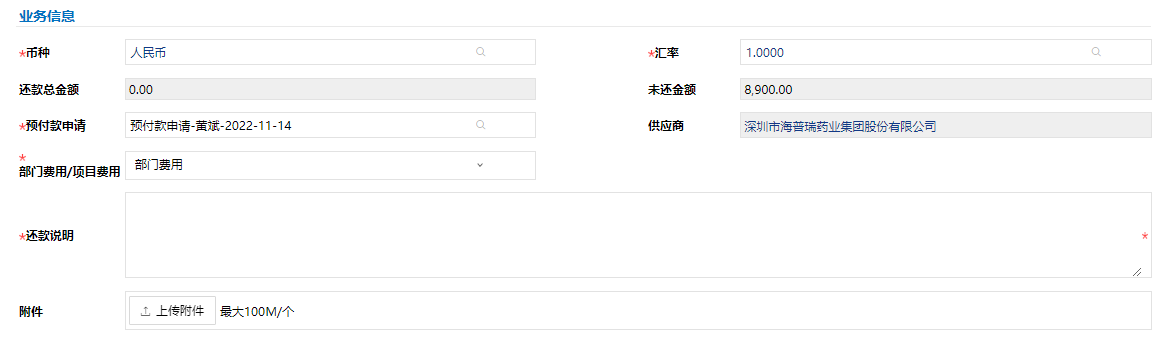 业务信息
*币种 人民币 *汇率 1.0000
还款总金额 0.00 未还金额 8,900.00
*预付款申请 预付款申请-黄斌-2022-11-14 供应商 深圳市海普瑞药业集团股份有限公司
*
部门费用/项目费用 部门费用
*还款说明 *
附件 上传附件 最大100M/个